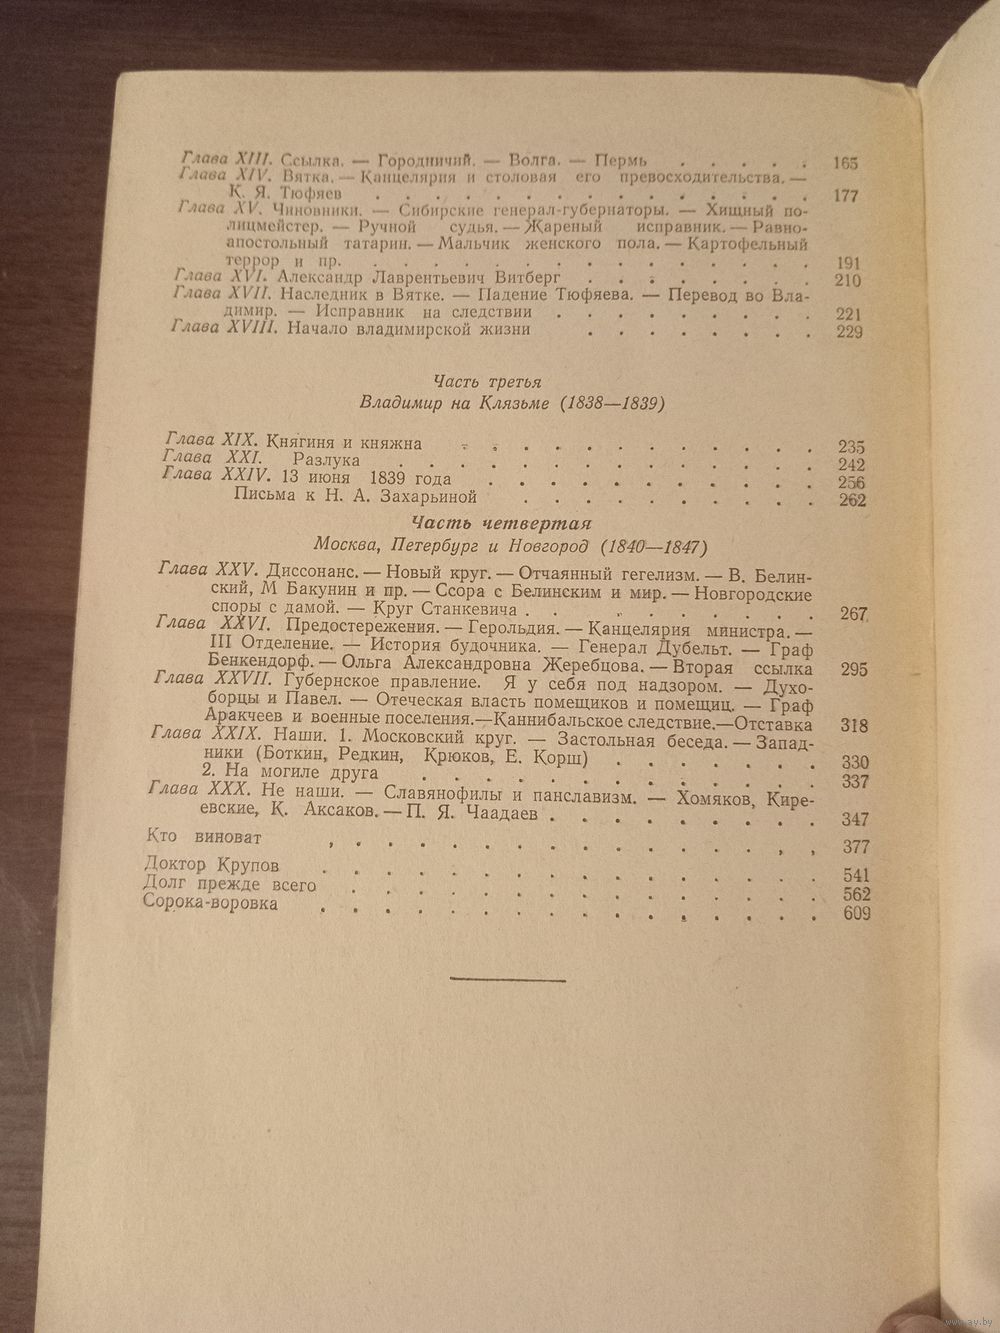 Глава XIII. Ссылка. — Городничий. — Волга. — Пермь . . . . . 165
Глава XIV. Вятка. — Канцелярия и столовая его превосходительства. —
К. Я. Тюфяев . . . . . . . . . . . . . . 177
Глава XV. Чиновники. — Сибирские генерал-губернаторы. — Хищный по-
лицмейстер. — Ручной судья. — Жареный исправник. — Равно-
апостольный татарин. — Мальчик женского пола. — Картофельный
террор и пр. . . . . . . . . . . . . . . 191
Глава XVI. Александр Лаврентьевич Витберг . . . . . . . . 210
Глава XVII. Наследник в Вятке. — Падение Тюфяева. — Перевод во Вла-
димир. — Исправник на следствии . . . . . . . . . 221
Глава XVIII. Начало владимирской жизни . . . . . . . . 229
Часть третья
Владимир на Клязьме (1838—1839)
Глава XIX. Княгиня и княжна . . . . . . . . . . . . 235
Глава XXI. Разлука . . . . . . . . . . . . . . 242
Глава XXIV. 13 июня 1839 года . . . . . . . . . . . 256
Письма к Н. А. Захарьиной . . . . . . . . . . 262
Часть четвертая
Москва, Петербург и Новгород (1840—1847)
Глава XXV. Диссонанс. — Новый круг. — Отчаянный гегелизм. — В. Белин-
ский, М Бакунин и пр. — Ссора с Белинским и мир. — Новгородские
споры с дамой. — Круг Станкевича . . . . . . . . . 267
Глава XXVI. Предостережения. — Герольдия. — Канцелярия министра. —
III Отделение. — История будочника. — Генерал Дубельт. — Граф
Бенкендорф. — Ольга Александровна Жеребцова. — Вторая ссылка 295
Глава XXVII. Губернское правление. Я у себя под надзором. — Духо-
борцы и Павел. — Отеческая власть помещиков и помещиц. — Граф
Аракчеев и военные поселения.—Каннибальское следствие.—Отставка 318
Глава XXIX. Наши. 1. Московский круг. — Застольная беседа. — Запад-
ники (Боткин, Редкин, Крюков, Е. Корш) . . . . . . . 330
2. На могиле друга . . . . . . . . . . . . . 337
Глава XXX. Не наши. — Славянофилы и панславизм. — Хомяков, Кире-
евские, К. Аксаков. — П. Я. Чаадаев . . . . . . . . . 347
Кто виноват . . . . . . . . . . . . . . . . 377
Доктор Крупов . . . . . . . . . . . . . . . . 541
Долг прежде всего . . . . . . . . . . . . . . . 562
Сорока-воровка . . . . . . . . . . . . . . . . 609
www.ay.by